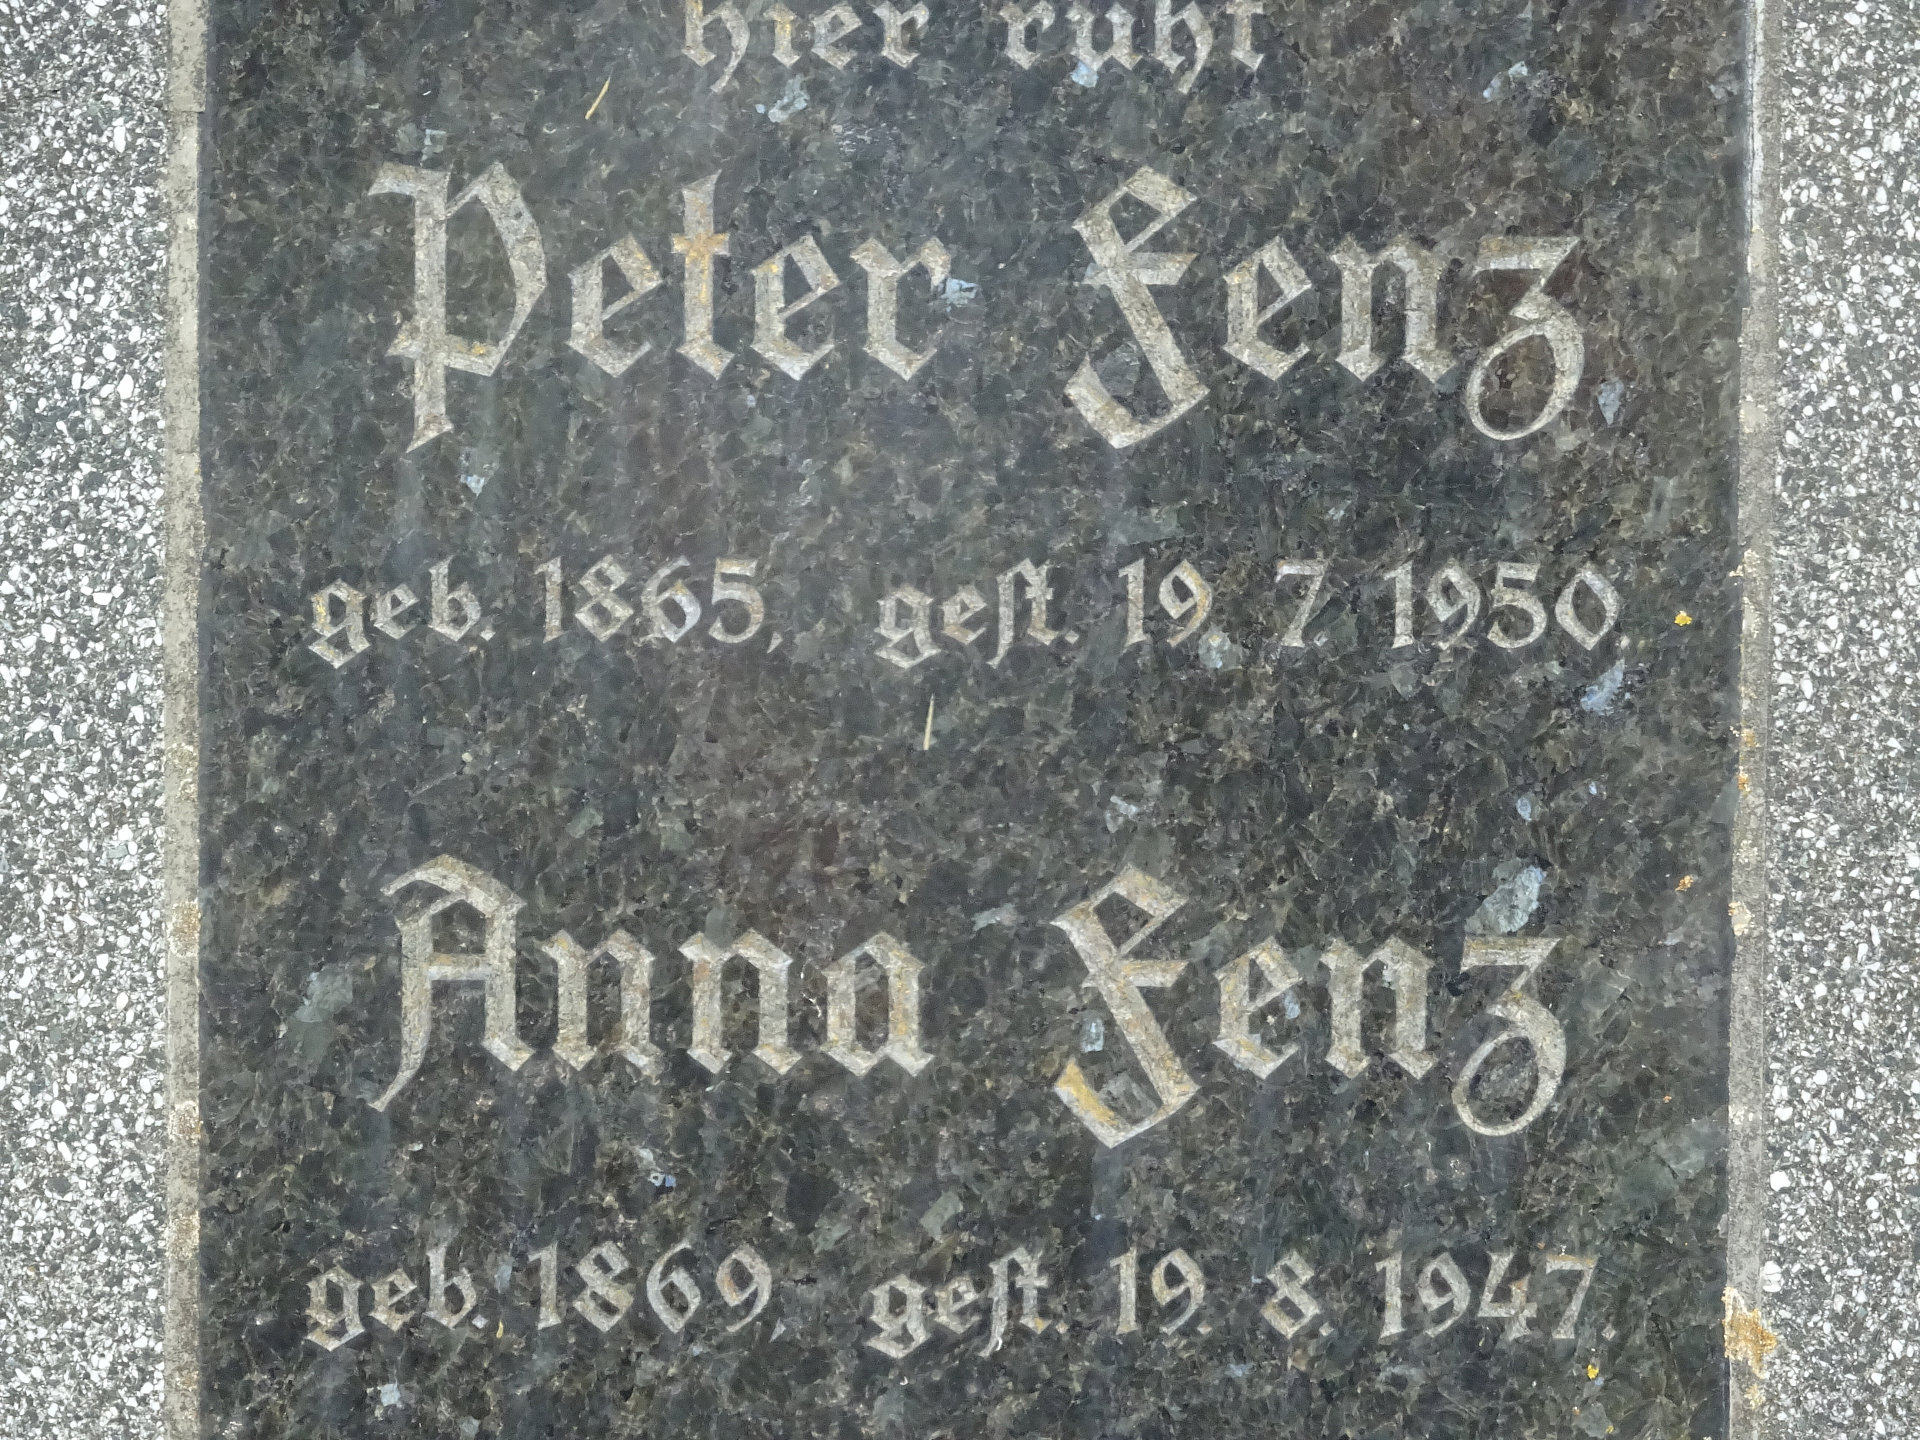 hier ruht
Peter Fenz
geb. 1865, gest. 19. 7. 1950.
Anna Fenz
geb. 1869, gest. 19. 8. 1947.